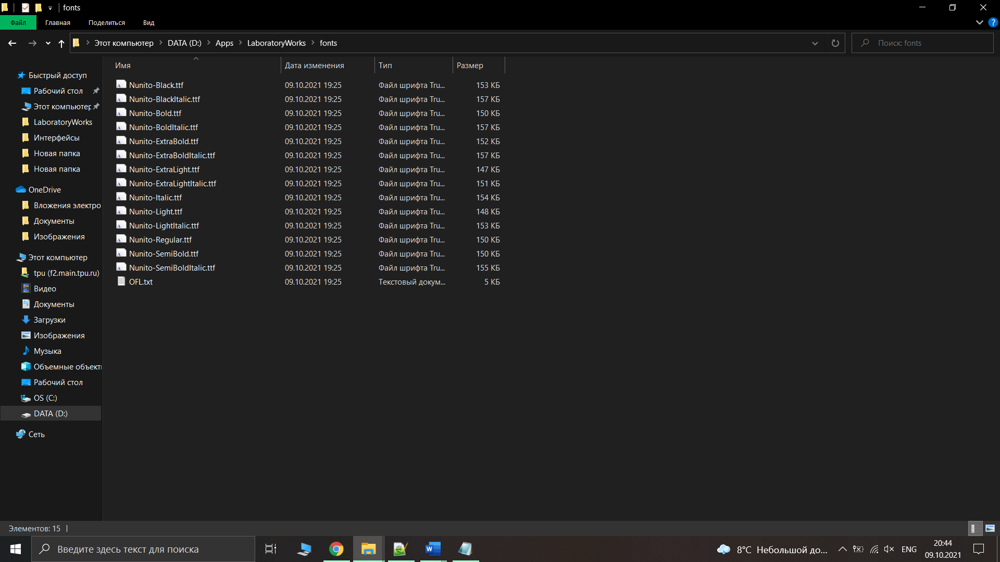 fonts
Файл Главная Поделиться Вид
Этот компьютер DATA (D:) Apps LaboratoryWorks fonts
Поиск: fonts
Быстрый доступ
Рабочий стол
Этот компьютер
LaboratoryWorks
Интерфейсы
Новая папка
Новая папка
OneDrive
Вложения электро
Документы
Изображения
Этот компьютер
tpu (f2.main.tpu.ru)
Видео
Документы
Загрузки
Изображения
Музыка
Объемные объект
Рабочий стол
OS (C:)
DATA (D:)
Сеть
Имя Дата изменения Тип Размер
Nunito-Black.ttf 09.10.2021 19:25 Файл шрифта Tru... 153 КБ
Nunito-BlackItalic.ttf 09.10.2021 19:25 Файл шрифта Tru... 157 КБ
Nunito-Bold.ttf 09.10.2021 19:25 Файл шрифта Tru... 150 КБ
Nunito-BoldItalic.ttf 09.10.2021 19:25 Файл шрифта Tru... 157 КБ
Nunito-ExtraBold.ttf 09.10.2021 19:25 Файл шрифта Tru... 152 КБ
Nunito-ExtraBoldItalic.ttf 09.10.2021 19:25 Файл шрифта Tru... 157 КБ
Nunito-ExtraLight.ttf 09.10.2021 19:25 Файл шрифта Tru... 147 КБ
Nunito-ExtraLightItalic.ttf 09.10.2021 19:25 Файл шрифта Tru... 151 КБ
Nunito-Italic.ttf 09.10.2021 19:25 Файл шрифта Tru... 154 КБ
Nunito-Light.ttf 09.10.2021 19:25 Файл шрифта Tru... 148 КБ
Nunito-LightItalic.ttf 09.10.2021 19:25 Файл шрифта Tru... 153 КБ
Nunito-Regular.ttf 09.10.2021 19:25 Файл шрифта Tru... 150 КБ
Nunito-SemiBold.ttf 09.10.2021 19:25 Файл шрифта Tru... 150 КБ
Nunito-SemiBoldItalic.ttf 09.10.2021 19:25 Файл шрифта Tru... 155 КБ
OFL.txt 09.10.2021 19:25 Текстовый докум... 5 КБ
Элементов: 15
Введите здесь текст для поиска
8°C Небольшой до...
ENG
20:44
09.10.2021